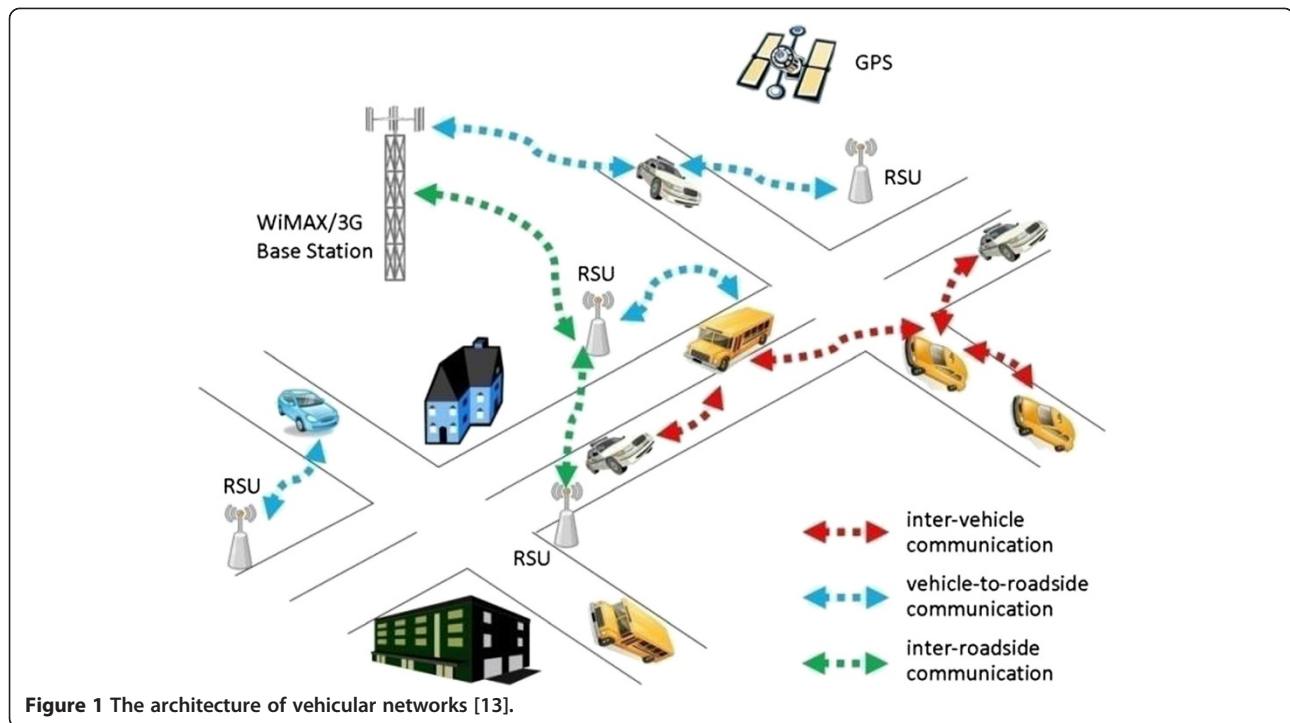 GPS
RSU
WiMAX/3G
Base Station
RSU
RSU
RSU
inter-vehicle
communication
vehicle-to-roadside
communication
inter-roadside
communication
Figure 1 The architecture of vehicular networks [13].